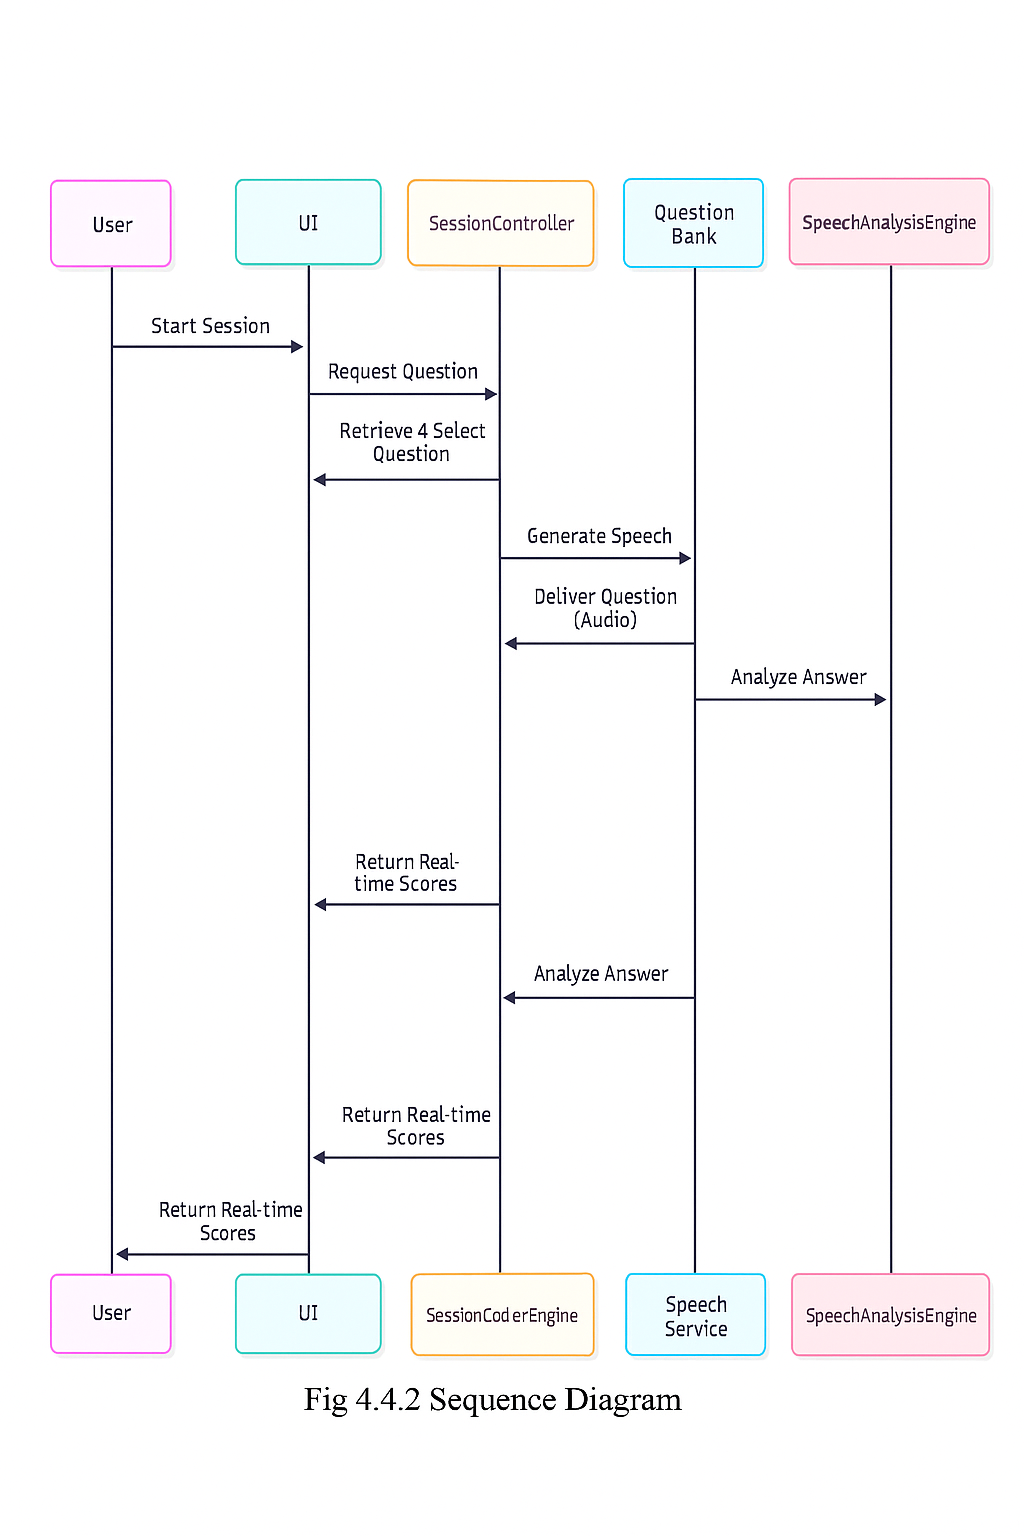 User
UI
SessionController
Question
Bank
SpeechAnalysisEngine
Start Session
Request Question
Retrieve 4 Select
Question
Generate Speech
Deliver Question
(Audio)
Analyze Answer
Return Real-
time Scores
Analyze Answer
Return Real-time
Scores
Return Real-time
Scores
User
UI
SessionCoderEngine
Speech
Service
SpeechAnalysisEngine
Fig 4.4.2 Sequence Diagram